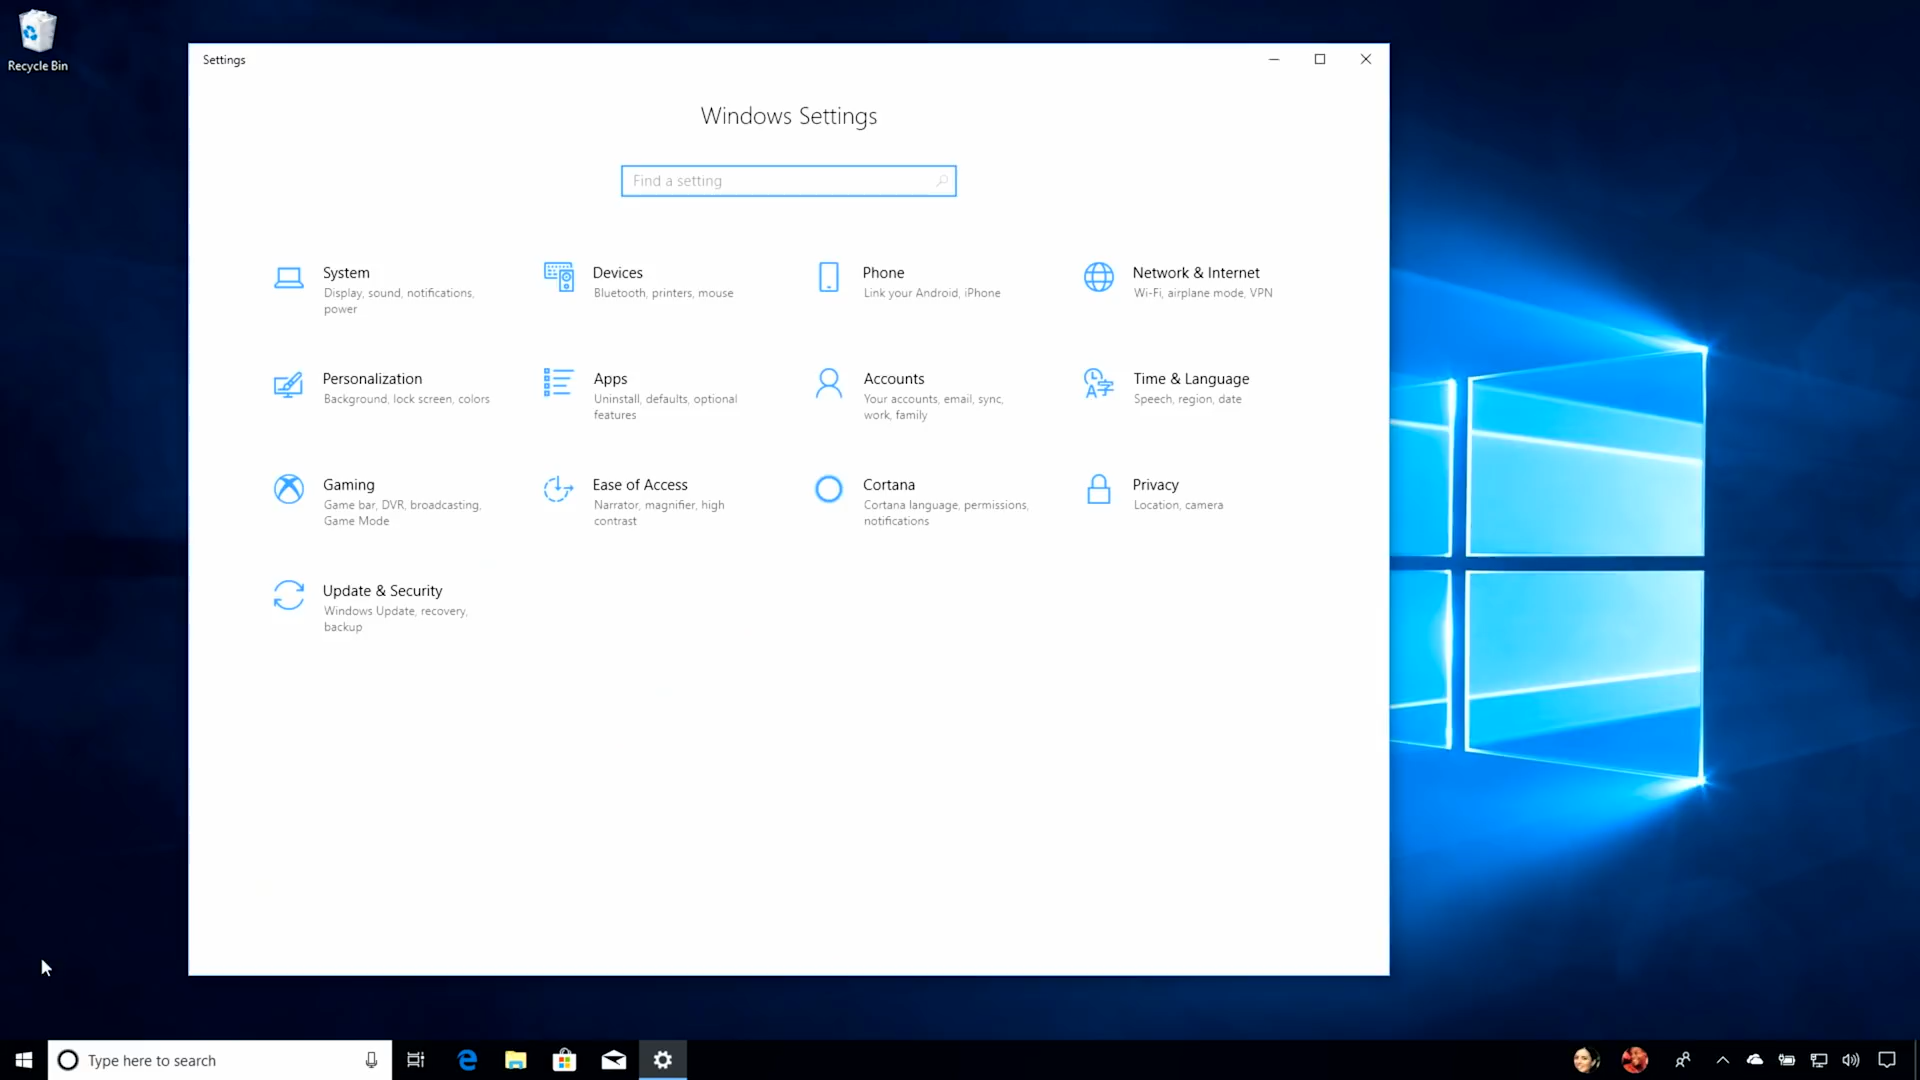 Recycle Bin
Settings
Windows Settings
Find a setting
System
Display, sound, notifications,
power
Devices
Bluetooth, printers, mouse
Phone
Link your Android, iPhone
Network & Internet
Wi-Fi, airplane mode, VPN
Personalization
Background, lock screen, colors
Apps
Uninstall, defaults, optional
features
Accounts
Your accounts, email, sync,
work, family
Time & Language
Speech, region, date
Gaming
Game bar, DVR, broadcasting,
Game Mode
Ease of Access
Narrator, magnifier, high
contrast
Cortana
Cortana language, permissions,
notifications
Privacy
Location, camera
Update & Security
Windows Update, recovery,
backup
Type here to search